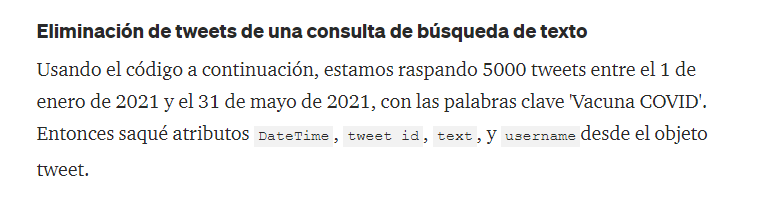 Eliminación de tweets de una consulta de búsqueda de texto
Usando el código a continuación, estamos raspando 5000 tweets entre el 1 de
enero de 2021 y el 31 de mayo de 2021, con las palabras clave 'Vacuna COVID'.
Entonces saqué atributos DateTime, tweet id, text, y username desde el objeto
tweet.